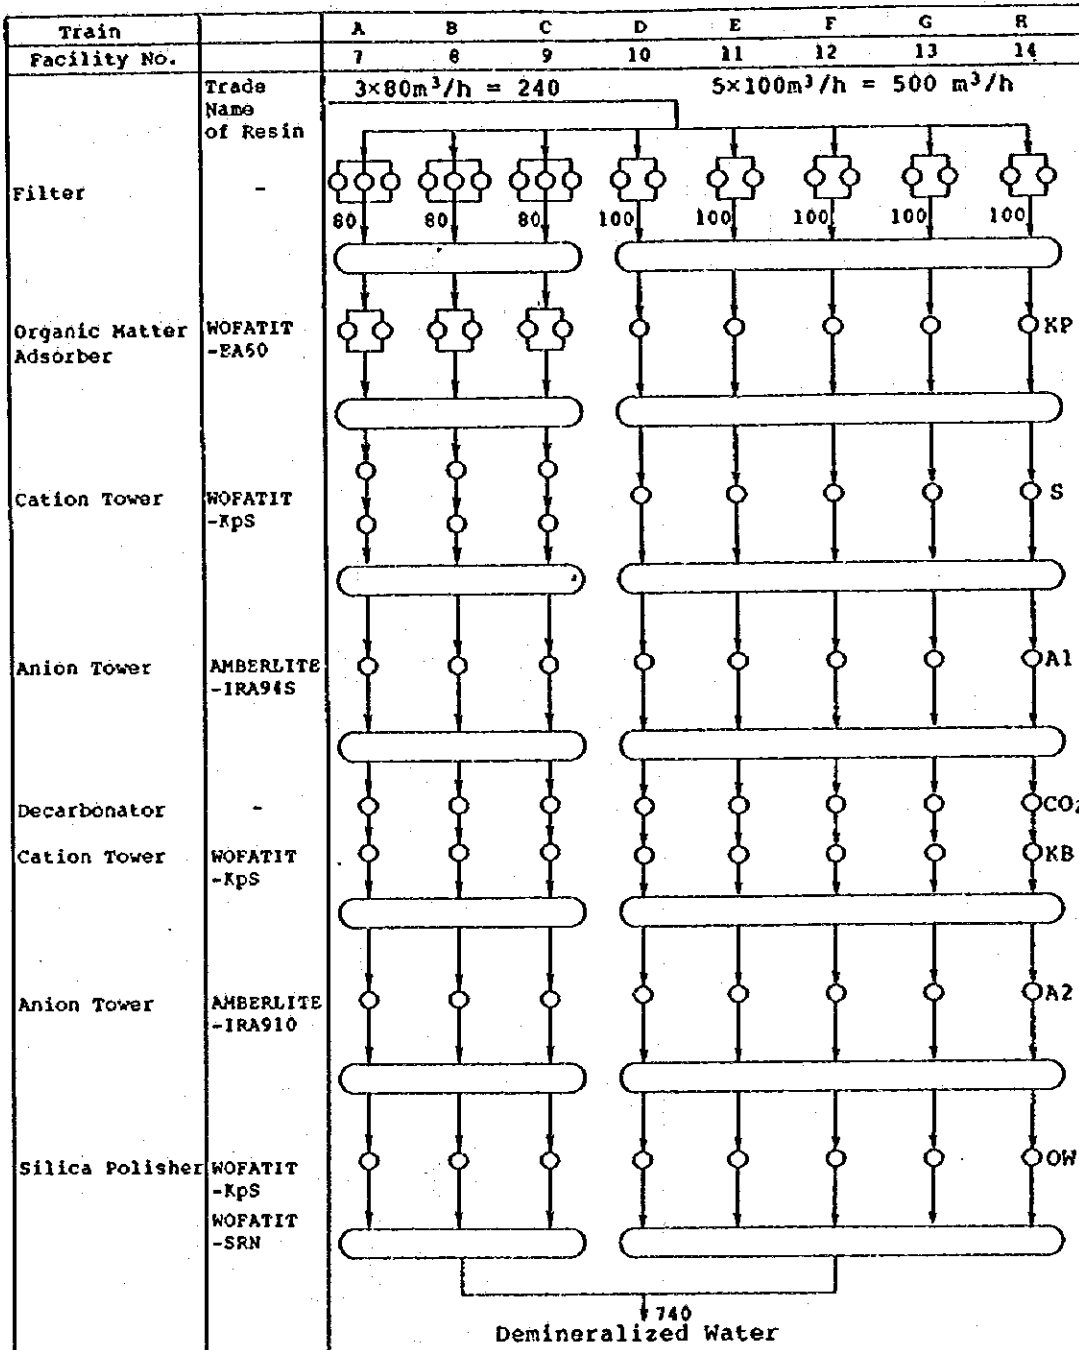 Train A B C D E F G H
Facility No. 7 8 9 10 11 12 13 14
Trade Name of Resin
3×80m³/h = 240 5×100m³/h = 500 m³/h
Filter -
80 80 80 100 100 100 100 100
Organic Matter Adsorber
WOFATIT -EA60
KP
Cation Tower
WOFATIT -KpS
S
Anion Tower
AMBERLITE -IRA94S
A1
Decarbonator - CO₂
Cation Tower
WOFATIT -KpS
KB
Anion Tower
AMBERLITE -IRA910
A2
Silica Polisher
WOFATIT -KpS
OW
WOFATIT -SRN
740
Demineralized Water